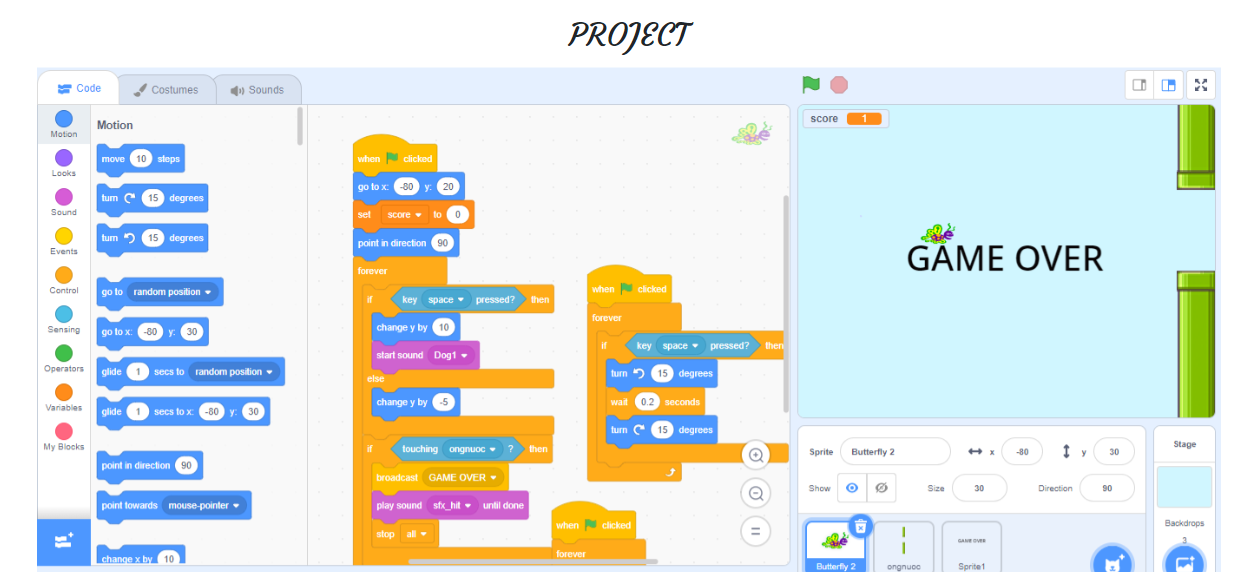 PROJECT
Code
Costumes
Sounds
Motion
Looks
Sound
Events
Control
Sensing
Operators
Variables
My Blocks
Motion
move 10 steps
turn 15 degrees
turn 15 degrees
go to random position
go to x: -80 y: 30
glide 1 secs to random position
glide 1 secs to x: -80 y: 30
point in direction 90
point towards mouse-pointer
change x by 10
when clicked
go to x: -80 y: 20
set score to 0
point in direction 90
forever
if key space pressed? then
change y by 10
start sound Dog1
else
change y by -5
if touching ongnuoc ? then
broadcast GAME OVER
play sound sfx_hit until done
stop all
when clicked
forever
if key space pressed? then
turn 15 degrees
wait 0.2 seconds
turn 15 degrees
when clicked
forever
score 1
GAME OVER
Sprite Butterfly 2 x -80 y 30
Show Size 30 Direction 90
Butterfly 2
ongnuoc
GAME OVER
Sprite1
Stage
Backdrops
3